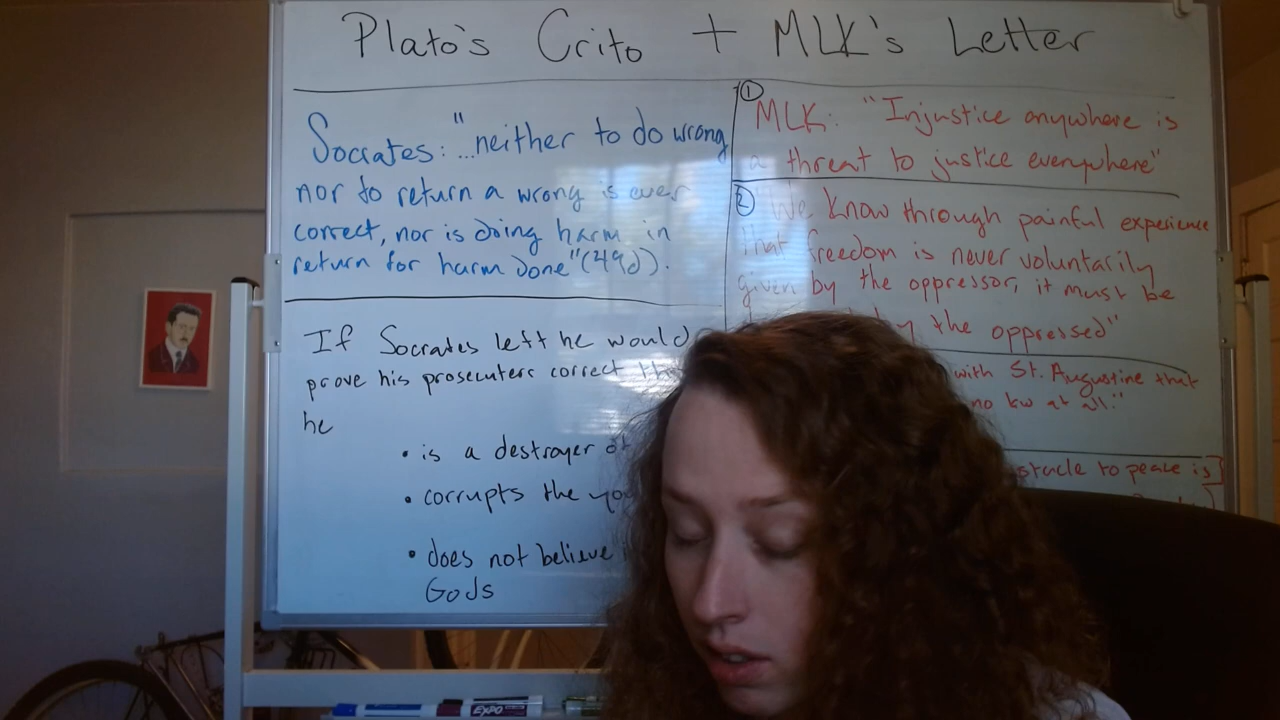 Plato's Crito + MLK's Letter
Socrates: "...neither to do wrong
nor to return a wrong is ever
correct, nor is doing harm in
return for harm done" (49d).
If Socrates left he would
prove his prosecuters correct
he
• is a destroyer of
• corrupts the
• does not believe
Gods
①
MLK: "Injustice anywhere is
a threat to justice everywhere"
②
"We know through painful experience
that freedom is never voluntarily
given by the oppressor, it must be
by the oppressed"
with St. Augustine that
no law at all."
to peace is
EXPO